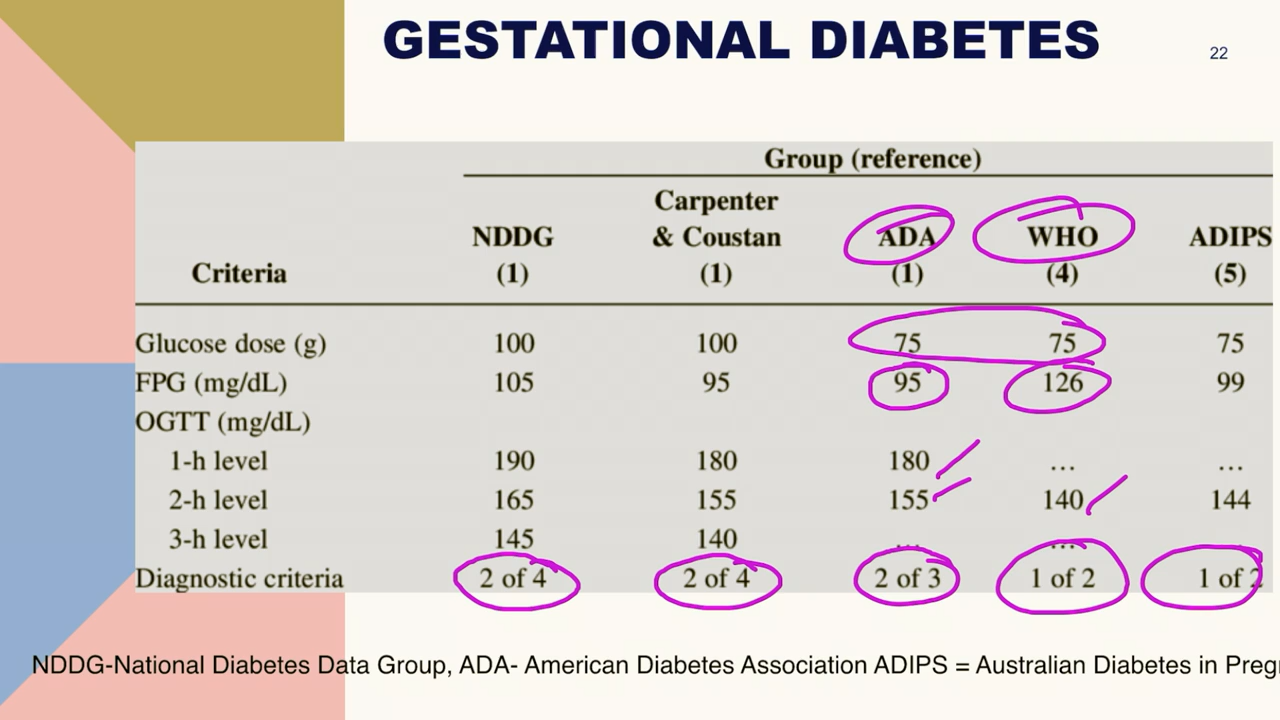 GESTATIONAL DIABETES
22
Group (reference)
Carpenter
NDDG & Coustan ADA WHO ADIPS
Criteria (1) (1) (1) (4) (5)
Glucose dose (g) 100 100 75 75 75
FPG (mg/dL) 105 95 95 126 99
OGTT (mg/dL)
1-h level 190 180 180 ... ...
2-h level 165 155 155 140 144
3-h level 145 140 ... ...
Diagnostic criteria 2 of 4 2 of 4 2 of 3 1 of 2 1 of 2
NDDG-National Diabetes Data Group, ADA- American Diabetes Association ADIPS = Australian Diabetes in